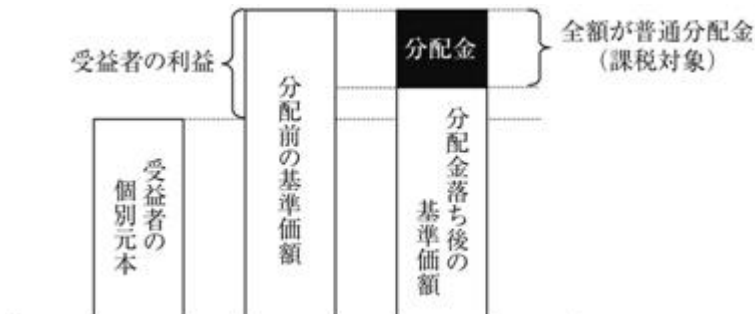 受益者の利益
分配金
全額が普通分配金
（課税対象）
受益者の
個別元本
分配前の基準価額
分配金落ち後の
基準価額